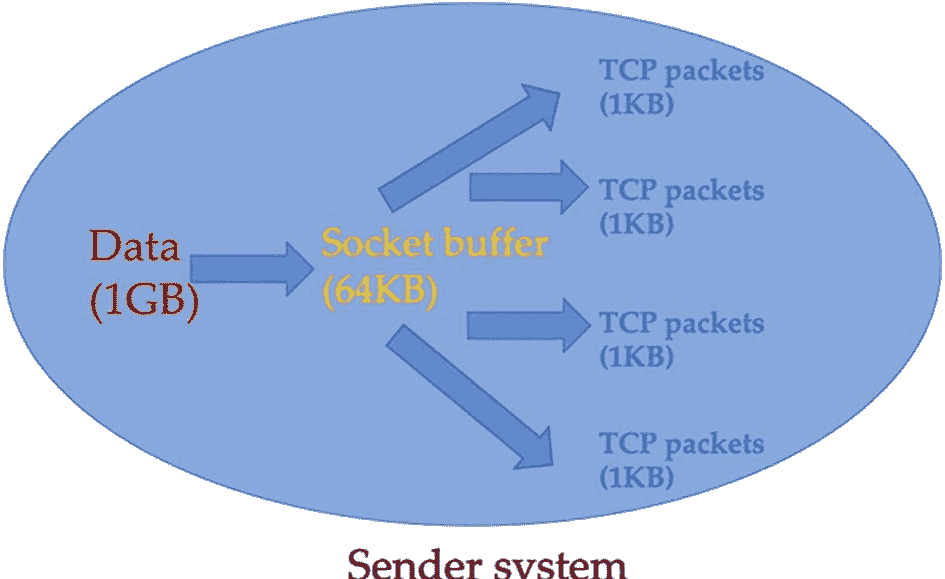 Data
(1GB)
Socket buffer
(64KB)
TCP packets
(1KB)
TCP packets
(1KB)
TCP packets
(1KB)
TCP packets
(1KB)
Sender system